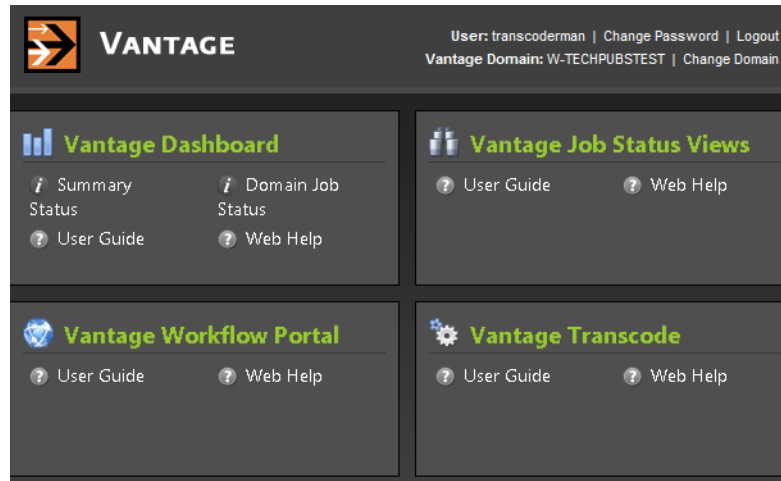 VANTAGE
User: transcoderman | Change Password | Logout
Vantage Domain: W-TECHPUBSTEST | Change Domain
Vantage Dashboard
Summary Status
Domain Job Status
User Guide
Web Help
Vantage Job Status Views
User Guide
Web Help
Vantage Workflow Portal
User Guide
Web Help
Vantage Transcode
User Guide
Web Help